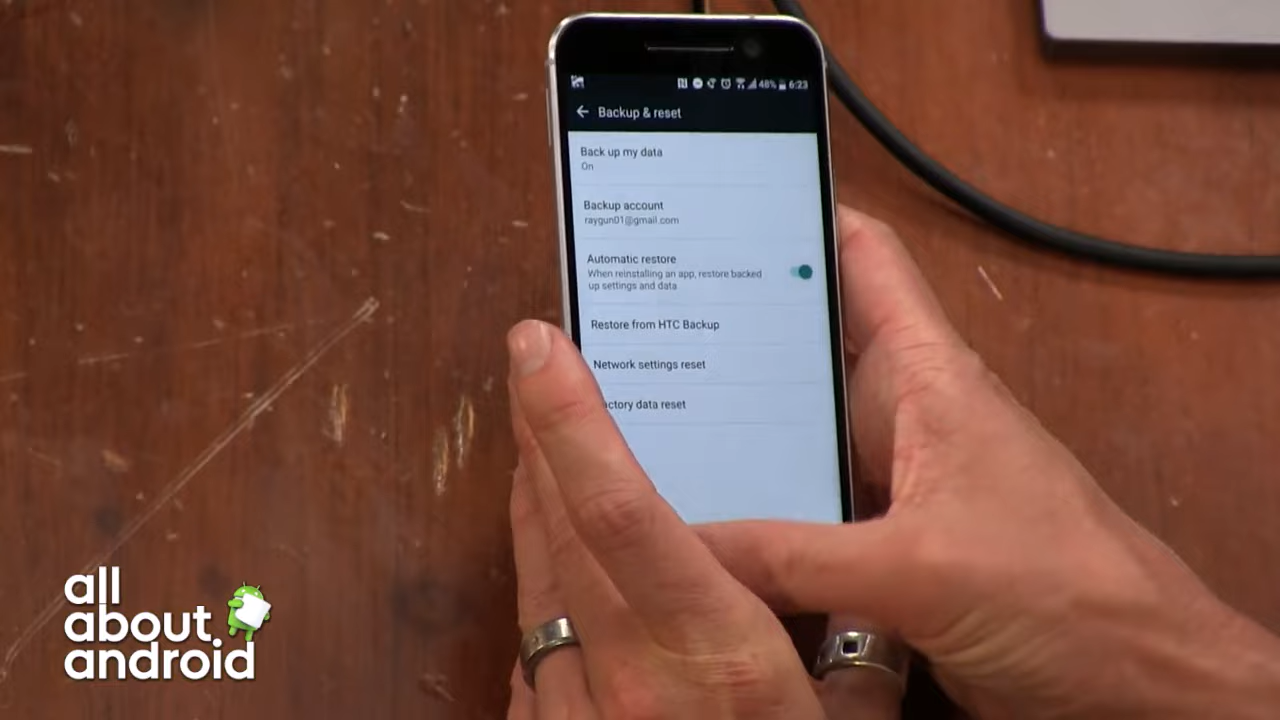 48% 6:23
Backup & reset
Back up my data
On
Backup account
raygun01@gmail.com
Automatic restore
When reinstalling an app, restore backed
up settings and data
Restore from HTC Backup
Network settings reset
actory data reset
all
about
android